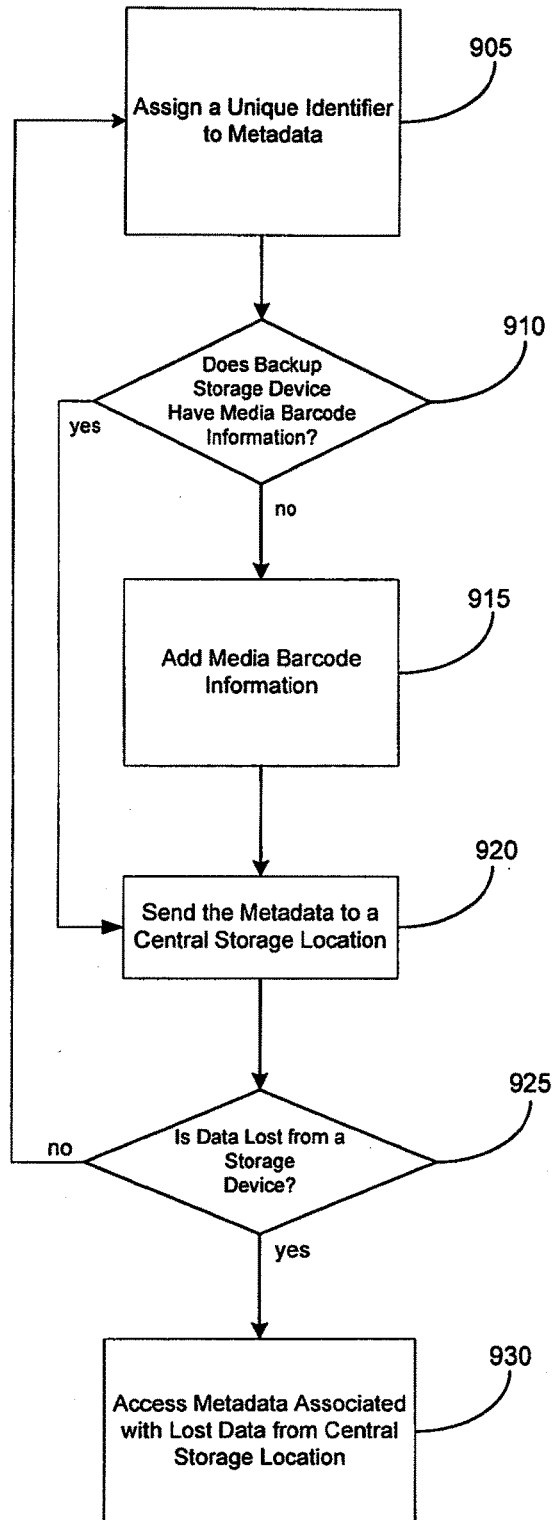 905
Assign a Unique Identifier
to Metadata
910
Does Backup
Storage Device
Have Media Barcode
Information?
yes
no
915
Add Media Barcode
Information
920
Send the Metadata to a
Central Storage Location
925
no
Is Data Lost from a
Storage
Device?
yes
930
Access Metadata Associated
with Lost Data from Central
Storage Location